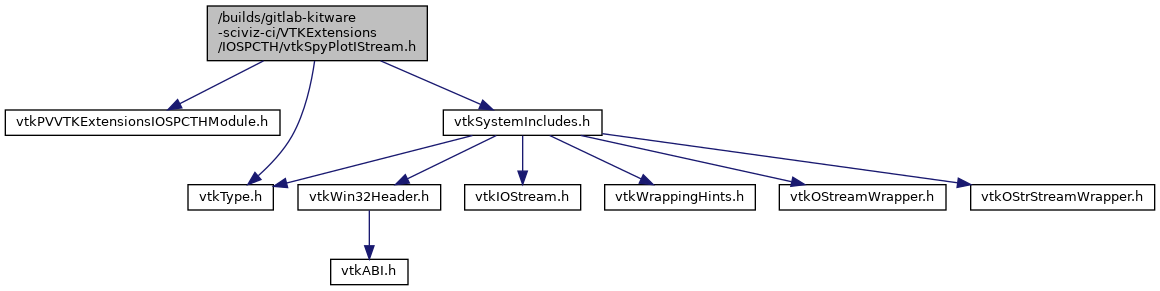 /builds/gitlab-kitware
-sciviz-ci/VTKExtensions
/IOSPCTH/vtkSpyPlotIStream.h
vtkPVVTKExtensionsIOSPCTHModule.h
vtkSystemIncludes.h
vtkType.h
vtkWin32Header.h
vtkIOStream.h
vtkWrappingHints.h
vtkOStreamWrapper.h
vtkOStrStreamWrapper.h
vtkABI.h